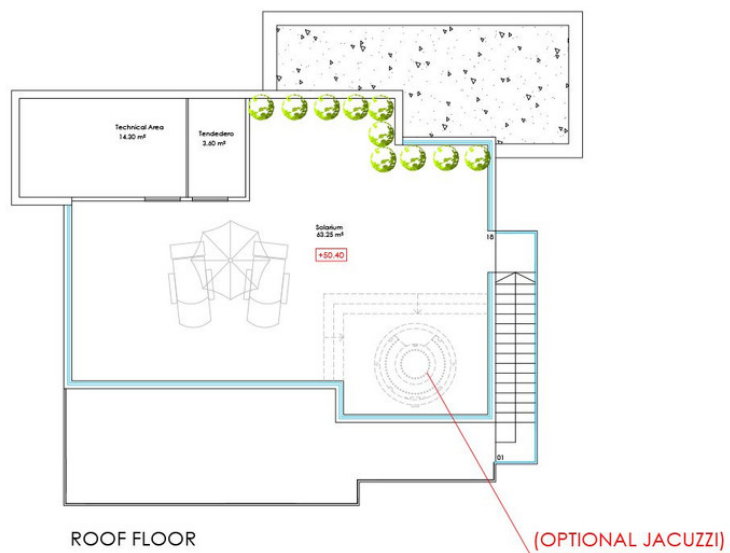 Technical Area
14.30 m²
Tendedero
3.60 m²
Solarium
63.25 m²
+50.40
18
01
ROOF FLOOR
(OPTIONAL JACUZZI)